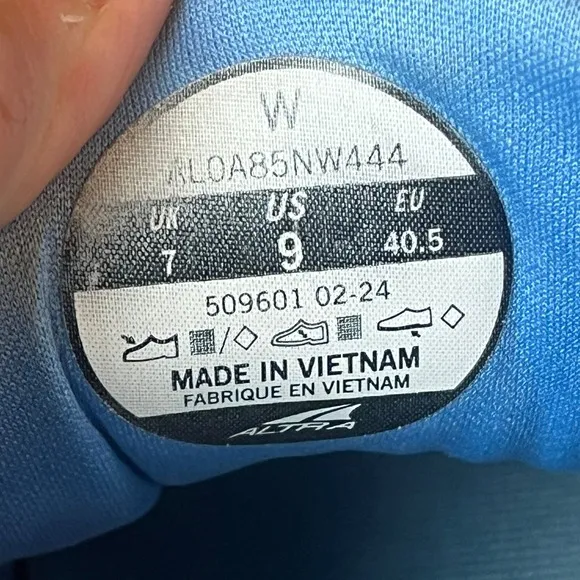 W
AL0A85NW444
UK US EU
7 9 40.5
509601 02-24
/
MADE IN VIETNAM
FABRIQUE EN VIETNAM
ALTRA